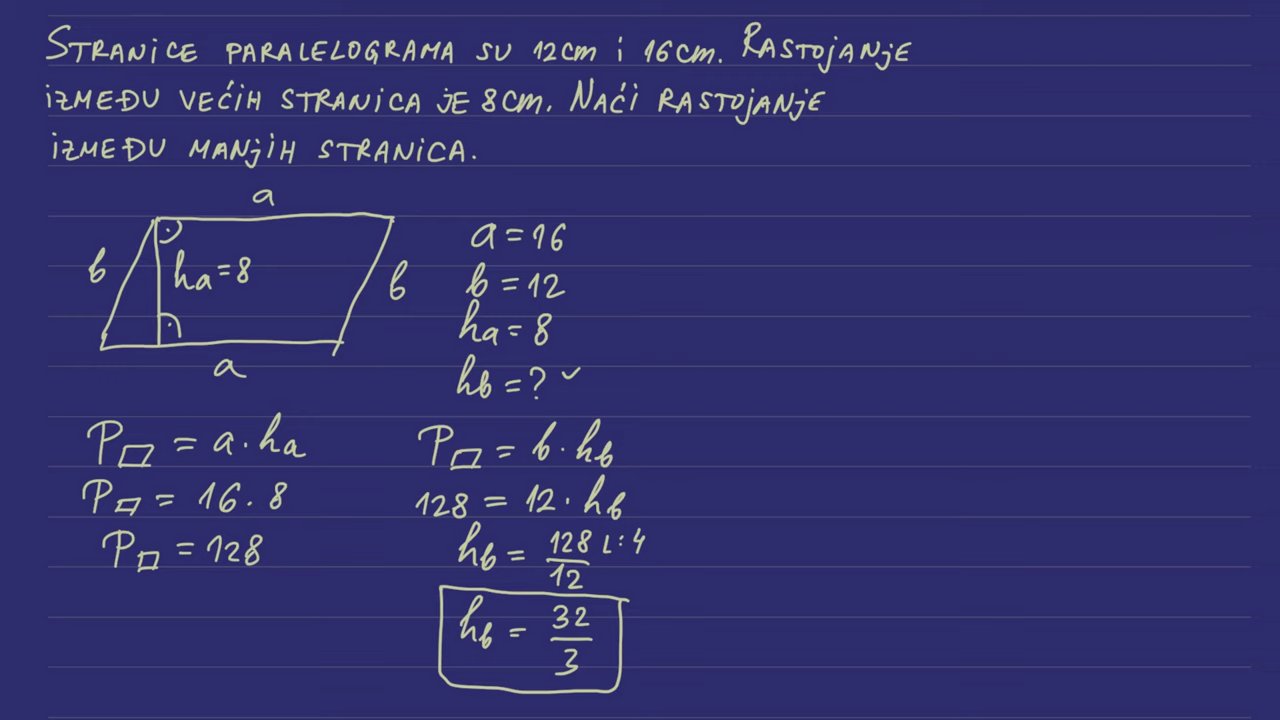 STRANICE PARALELOGRAMA SU 12cm i 16cm. RASTOJANJE
IZMEĐU VEĆIH STRANICA JE 8cm. NAĆI RASTOJANJE
IZMEĐU MANJIH STRANICA.
a
b
ha=8
b
a
a=16
b=12
ha=8
hb=? ✓
P▱ = a·ha
P▱ = 16·8
P▱ = 128
P▱ = b·hb
128 = 12·hb
hb = 128/12 L:4
hb = 32/3